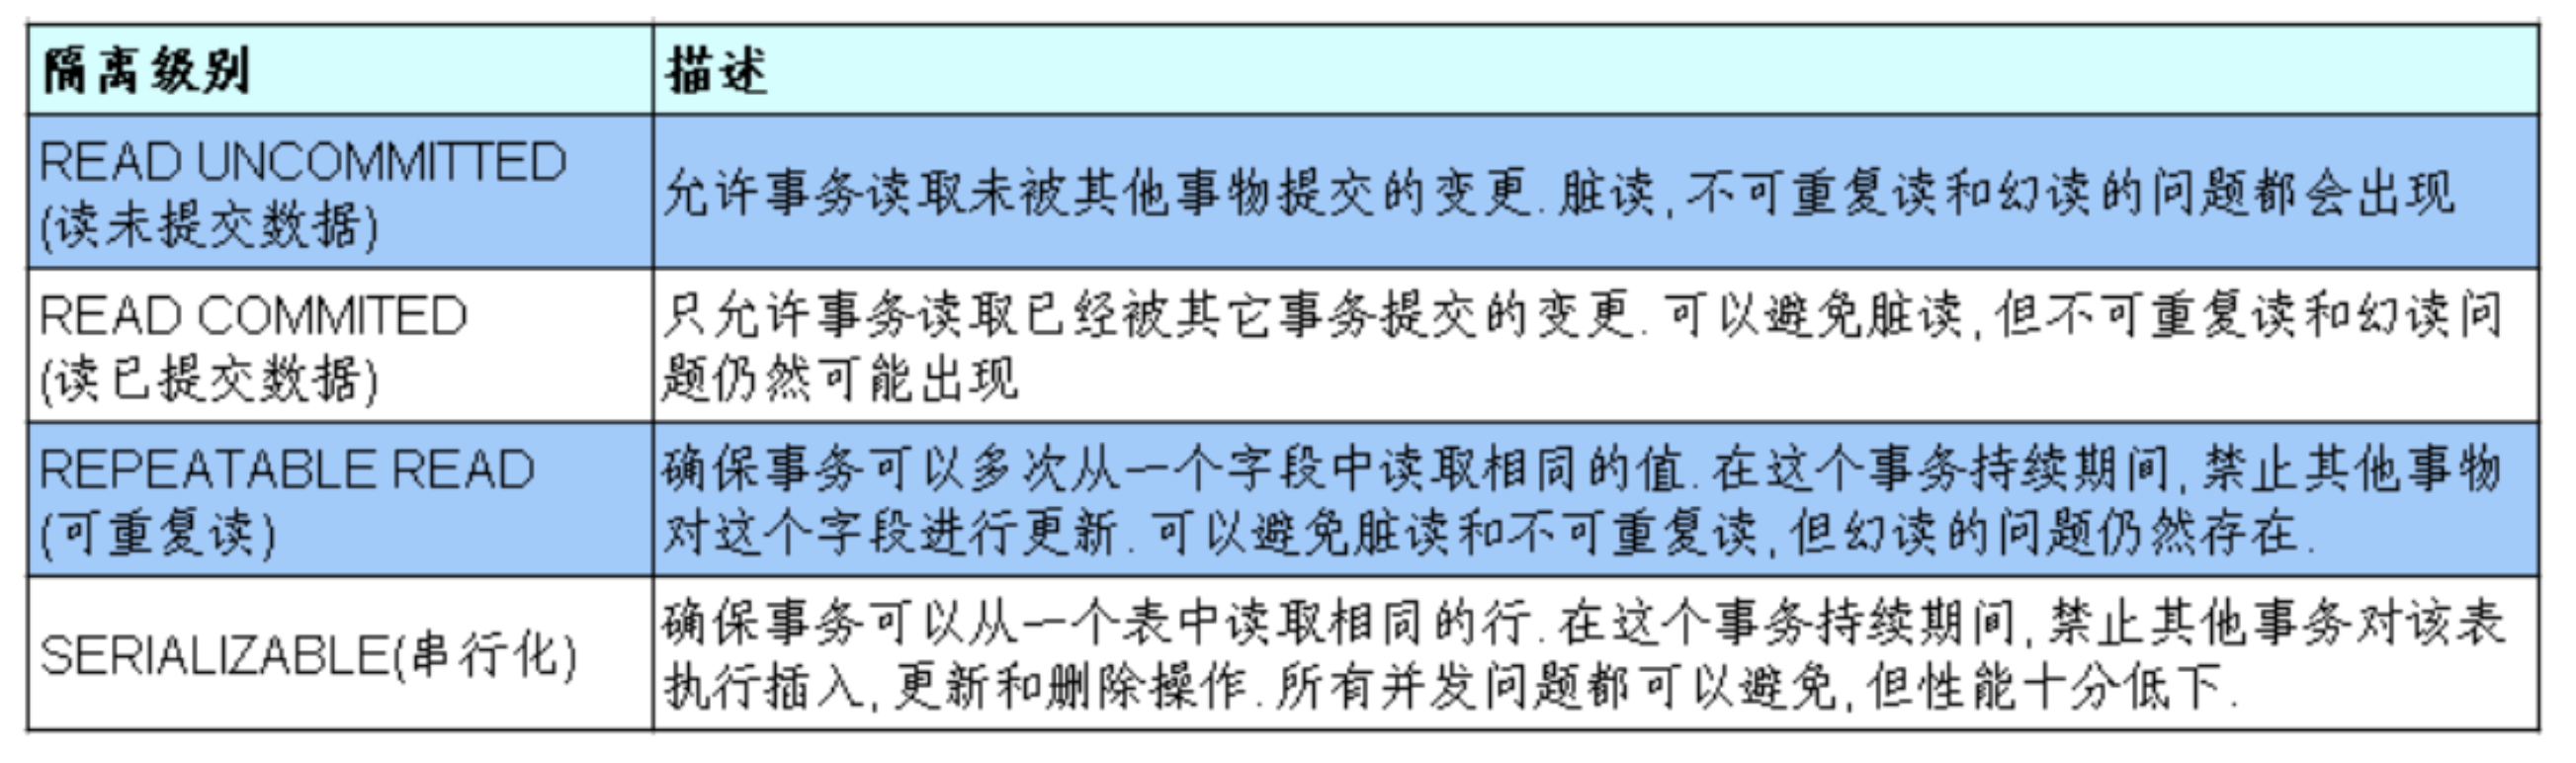 隔离级别
描述
READ UNCOMMITTED
(读未提交数据)
允许事务读取未被其他事物提交的变更.脏读,不可重复读和幻读的问题都会出现
READ COMMITED
(读已提交数据)
只允许事务读取已经被其它事务提交的变更.可以避免脏读,但不可重复读和幻读问
题仍然可能出现
REPEATABLE READ
(可重复读)
确保事务可以多次从一个字段中读取相同的值.在这个事务持续期间,禁止其他事物
对这个字段进行更新.可以避免脏读和不可重复读,但幻读的问题仍然存在.
SERIALIZABLE(串行化)
确保事务可以从一个表中读取相同的行.在这个事务持续期间,禁止其他事务对该表
执行插入,更新和删除操作.所有并发问题都可以避免,但性能十分低下.